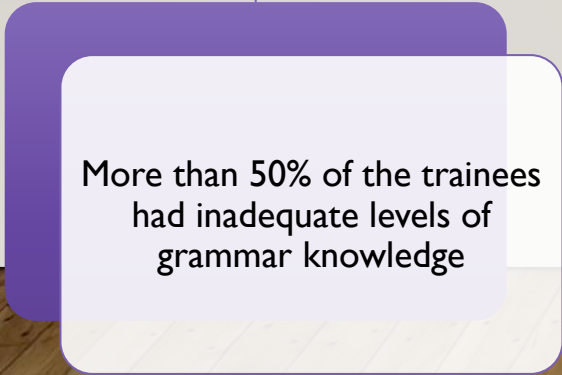 More than 50% of the trainees
had inadequate levels of
grammar knowledge